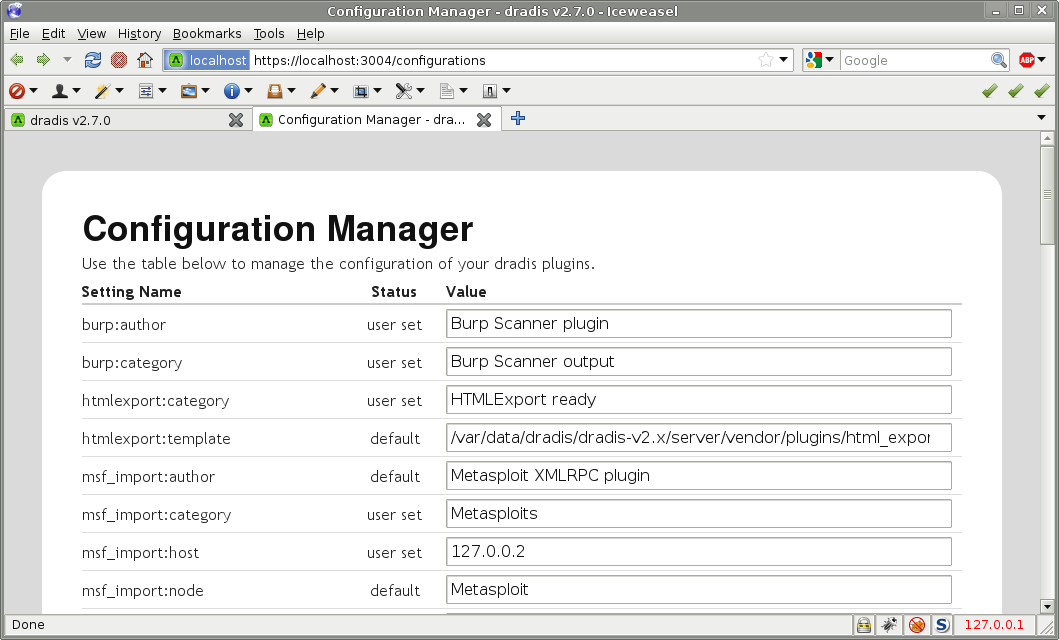 Configuration Manager - dradis v2.7.0 - Iceweasel
File Edit View History Bookmarks Tools Help
localhost https://localhost:3004/configurations Google ABP
dradis v2.7.0 Configuration Manager - dra...
Configuration Manager
Use the table below to manage the configuration of your dradis plugins.
Setting Name Status Value
burp:author user set Burp Scanner plugin
burp:category user set Burp Scanner output
htmlexport:category user set HTMLExport ready
htmlexport:template default /var/data/dradis/dradis-v2.x/server/vendor/plugins/html_expor
msf_import:author default Metasploit XMLRPC plugin
msf_import:category user set Metasploits
msf_import:host user set 127.0.0.2
msf_import:node default Metasploit
Done S 127.0.0.1